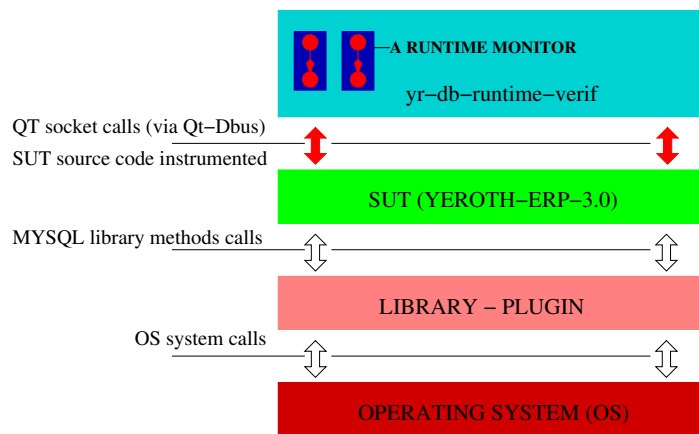 A RUNTIME MONITOR
yr−db−runtime−verif
QT socket calls (via Qt−Dbus)
SUT source code instrumented
SUT (YEROTH−ERP−3.0)
MYSQL library methods calls
LIBRARY − PLUGIN
OS system calls
OPERATING SYSTEM (OS)